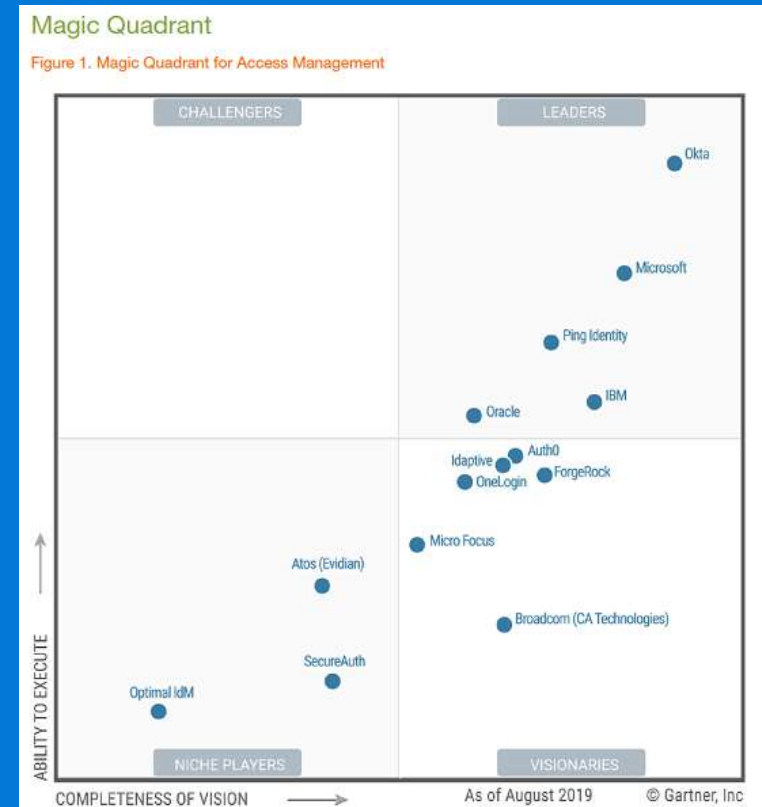 Magic Quadrant
Figure 1. Magic Quadrant for Access Management
CHALLENGERS
LEADERS
Okta
Microsoft
Ping Identity
IBM
Oracle
Auth0
Idaptive
ForgeRock
OneLogin
Micro Focus
Atos (Evidian)
Broadcom (CA Technologies)
SecureAuth
Optimal IdM
NICHE PLAYERS
VISIONARIES
ABILITY TO EXECUTE
COMPLETENESS OF VISION
As of August 2019
© Gartner, Inc